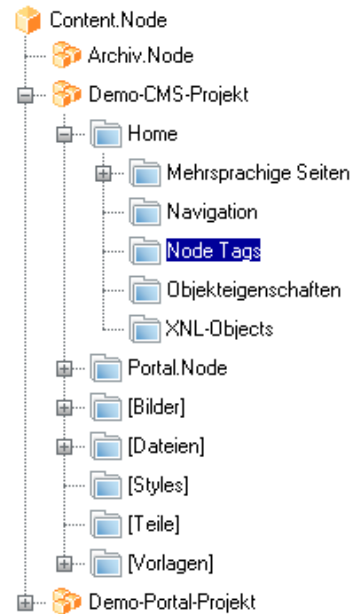 Content.Node
Archiv.Node
Demo-CMS-Projekt
Home
Mehrsprachige Seiten
Navigation
Node Tags
Objekteigenschaften
XNL-Objects
Portal.Node
[Bilder]
[Dateien]
[Styles]
[Teile]
[Vorlagen]
Demo-Portal-Projekt